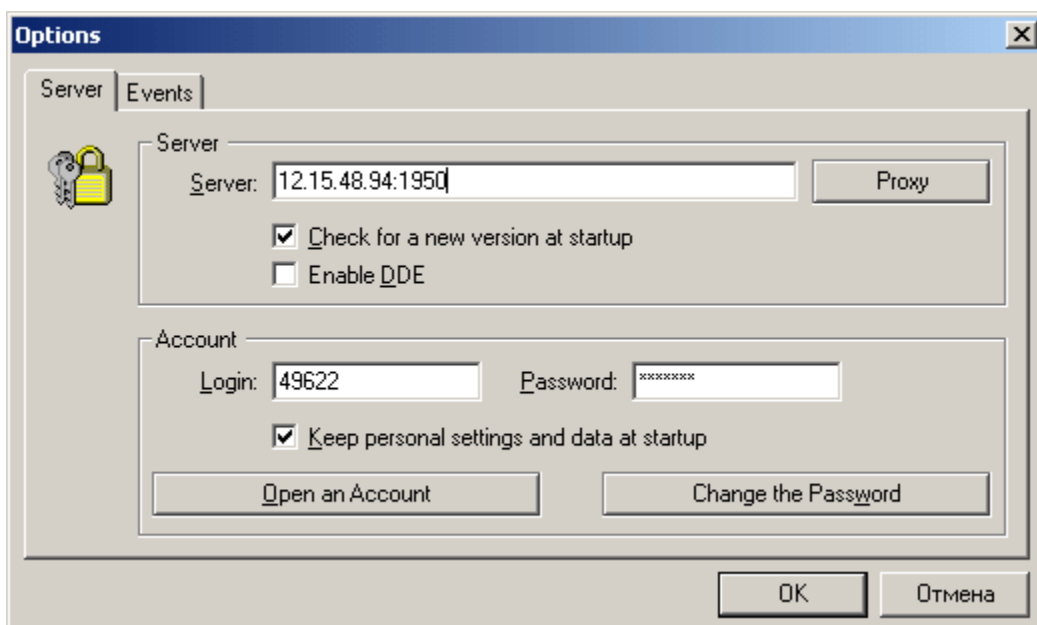 Options
Server Events
Server
Server: 12.15.48.94:1950 Proxy
Check for a new version at startup
Enable DDE
Account
Login: 49622 Password: *******
Keep personal settings and data at startup
Open an Account Change the Password
OK Отмена